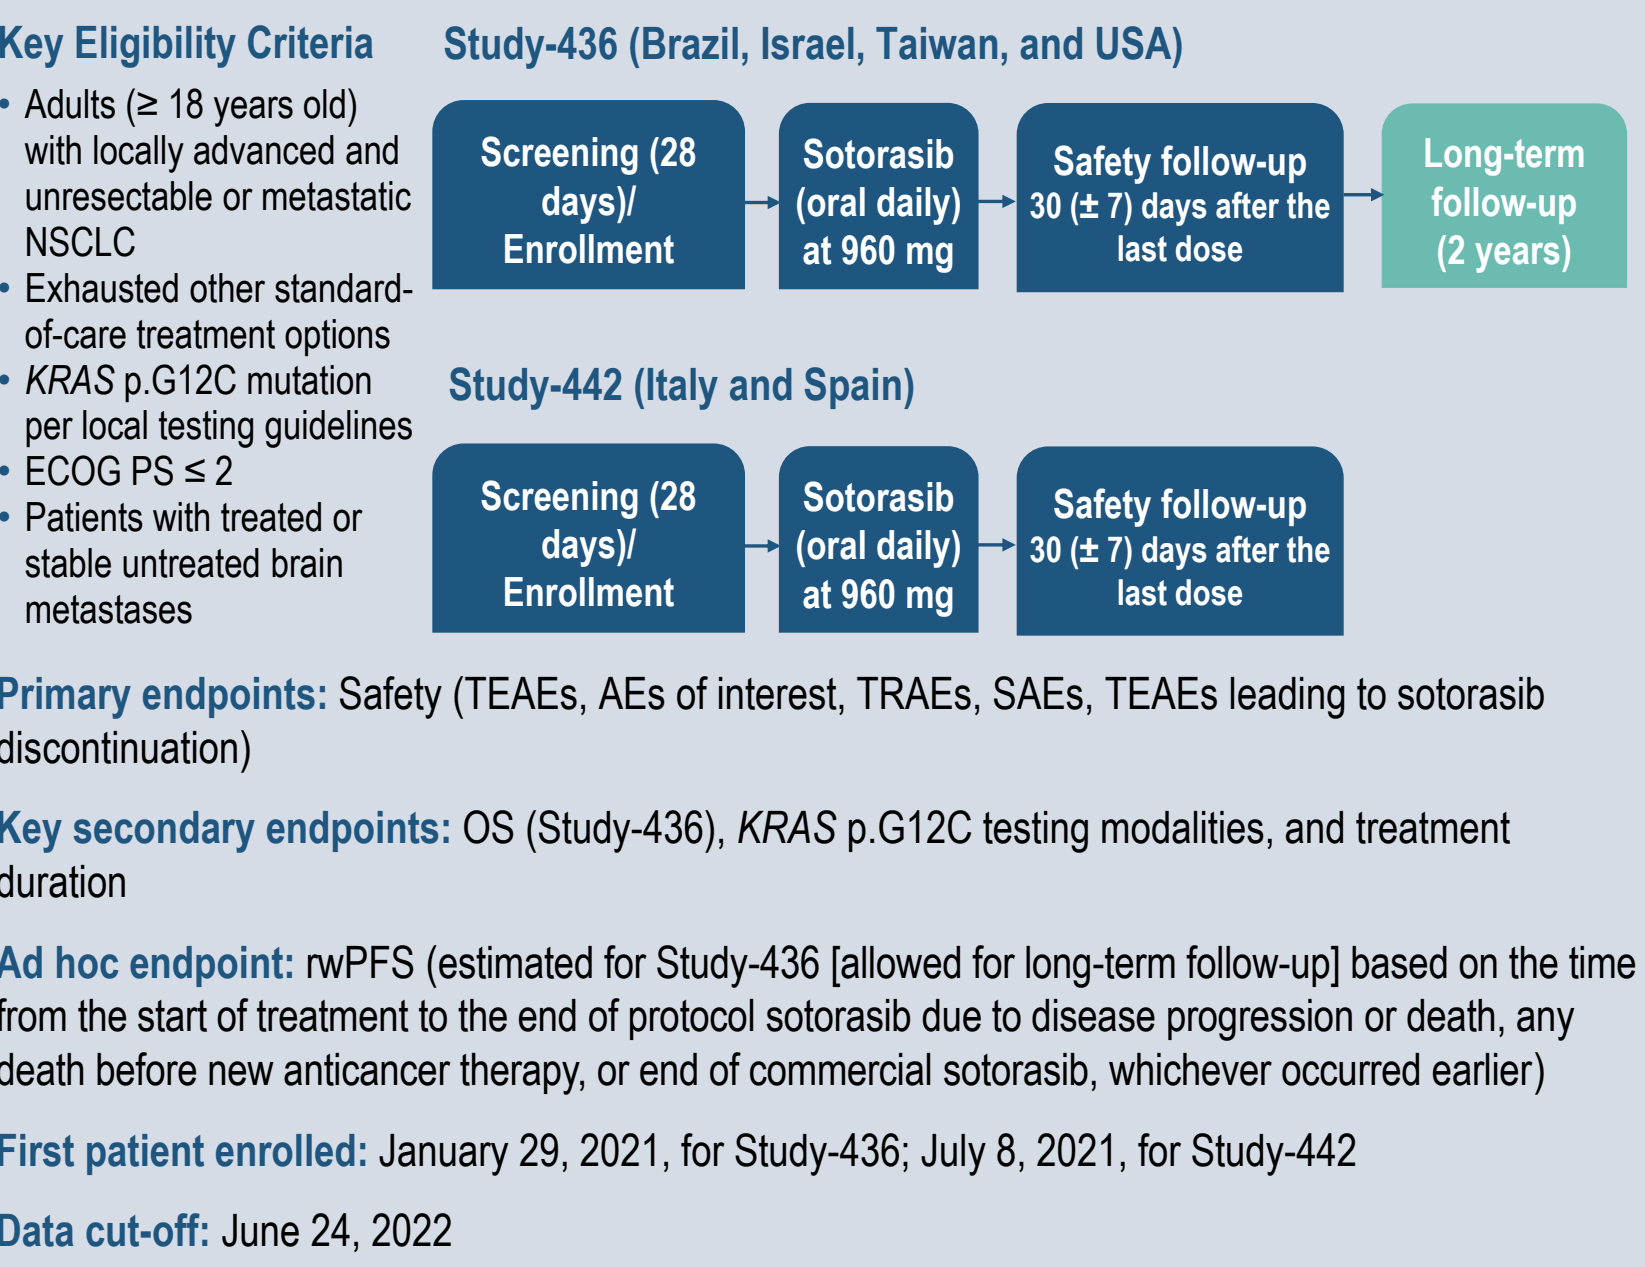 Key Eligibility Criteria
• Adults (≥ 18 years old)
with locally advanced and
unresectable or metastatic
NSCLC
• Exhausted other standard-
of-care treatment options
• KRAS p.G12C mutation
per local testing guidelines
• ECOG PS ≤ 2
• Patients with treated or
stable untreated brain
metastases
Study-436 (Brazil, Israel, Taiwan, and USA)
Screening (28
days)/
Enrollment
Sotorasib
(oral daily)
at 960 mg
Safety follow-up
30 (± 7) days after the
last dose
Long-term
follow-up
(2 years)
Study-442 (Italy and Spain)
Screening (28
days)/
Enrollment
Sotorasib
(oral daily)
at 960 mg
Safety follow-up
30 (± 7) days after the
last dose
Primary endpoints: Safety (TEAEs, AEs of interest, TRAEs, SAEs, TEAEs leading to sotorasib
discontinuation)
Key secondary endpoints: OS (Study-436), KRAS p.G12C testing modalities, and treatment
duration
Ad hoc endpoint: rwPFS (estimated for Study-436 [allowed for long-term follow-up] based on the time
from the start of treatment to the end of protocol sotorasib due to disease progression or death, any
death before new anticancer therapy, or end of commercial sotorasib, whichever occurred earlier)
First patient enrolled: January 29, 2021, for Study-436; July 8, 2021, for Study-442
Data cut-off: June 24, 2022